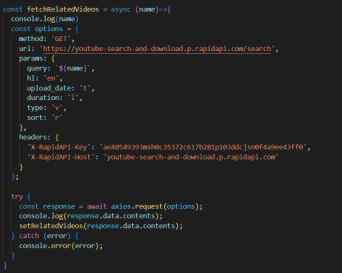 const fetchRelatedVideos = async (name)=>{
console.log(name)
const options = {
method: 'GET',
url: 'https://youtube-search-and-download.p.rapidapi.com/search',
params: {
query: `${name}`,
hl: 'en',
upload_date: 't',
duration: 'l',
type: 'v',
sort: 'r'
},
headers: {
'X-RapidAPI-Key':
'X-RapidAPI-Host': 'youtube-search-and-download.p.rapidapi.com'
}
};
try {
const response = await axios.request(options);
console.log(response.data.contents);
setRelatedVideos(response.data.contents);
} catch (error) {
console.error(error);
}
}